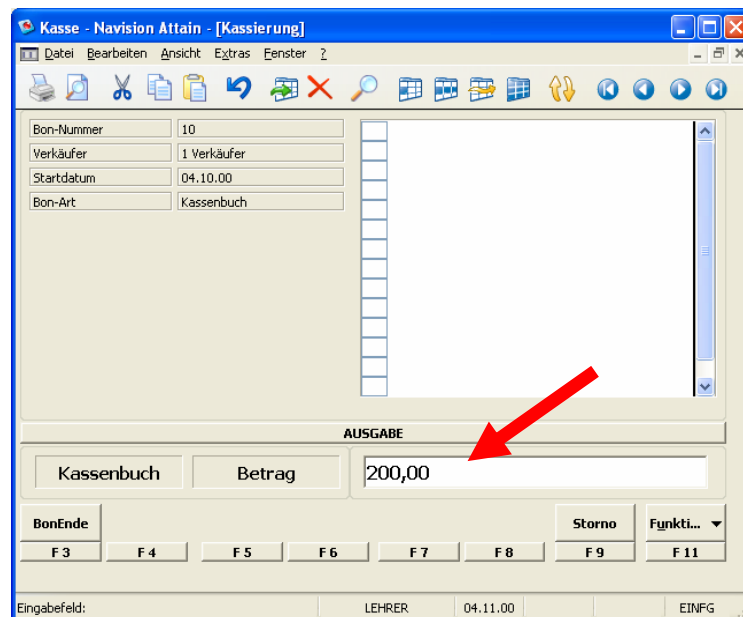 Kasse - Navision Attain - [Kassierung]
Datei Bearbeiten Ansicht Extras Fenster ?
Bon-Nummer 10
Verkäufer 1 Verkäufer
Startdatum 04.10.00
Bon-Art Kassenbuch
AUSGABE
Kassenbuch Betrag 200,00
BonEnde Storno Funkti...
F 3 F 4 F 5 F 6 F 7 F 8 F 9 F 11
Eingabefeld: LEHRER 04.11.00 EINFG